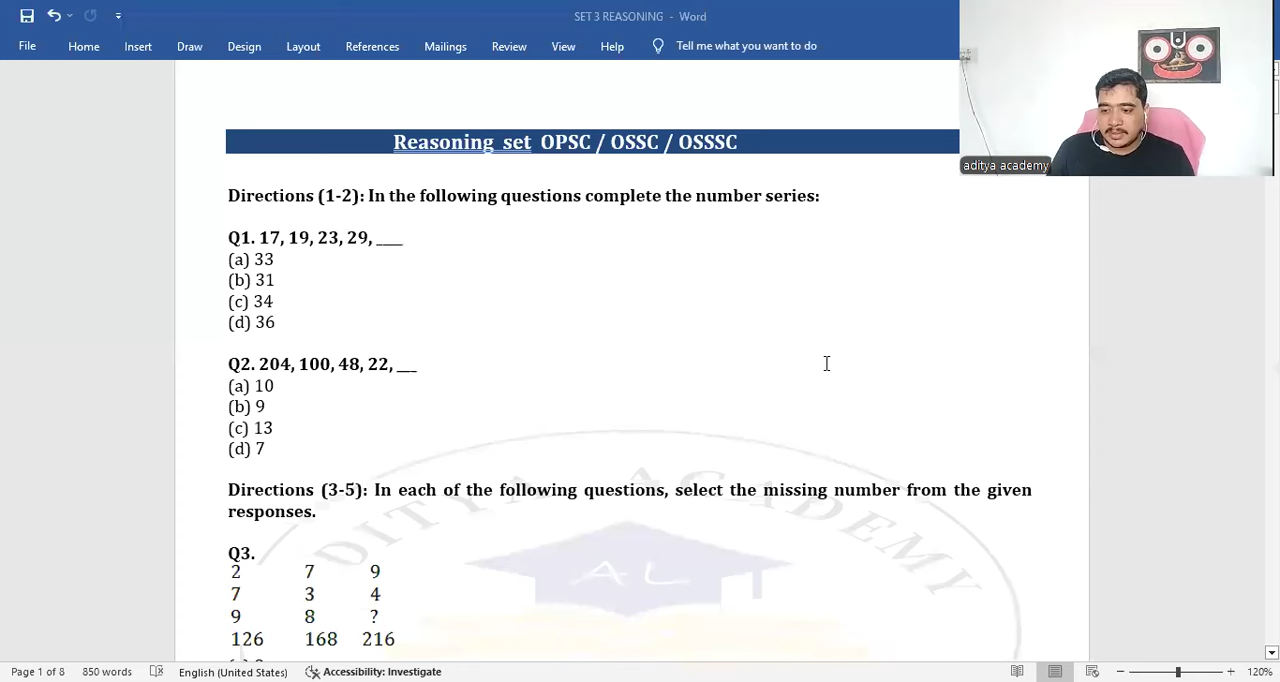 SET 3 REASONING - Word
File Home Insert Draw Design Layout References Mailings Review View Help Tell me what you want to do
aditya academy
Reasoning set OPSC / OSSC / OSSSC
Directions (1-2): In the following questions complete the number series:
Q1. 17, 19, 23, 29, ____
(a) 33
(b) 31
(c) 34
(d) 36
Q2. 204, 100, 48, 22, ___
(a) 10
(b) 9
(c) 13
(d) 7
Directions (3-5): In each of the following questions, select the missing number from the given
responses.
Q3.
2 7 9
7 3 4
9 8 ?
126 168 216
DITYA ACADEMY
AL
Page 1 of 8 850 words English (United States) Accessibility: Investigate 120%